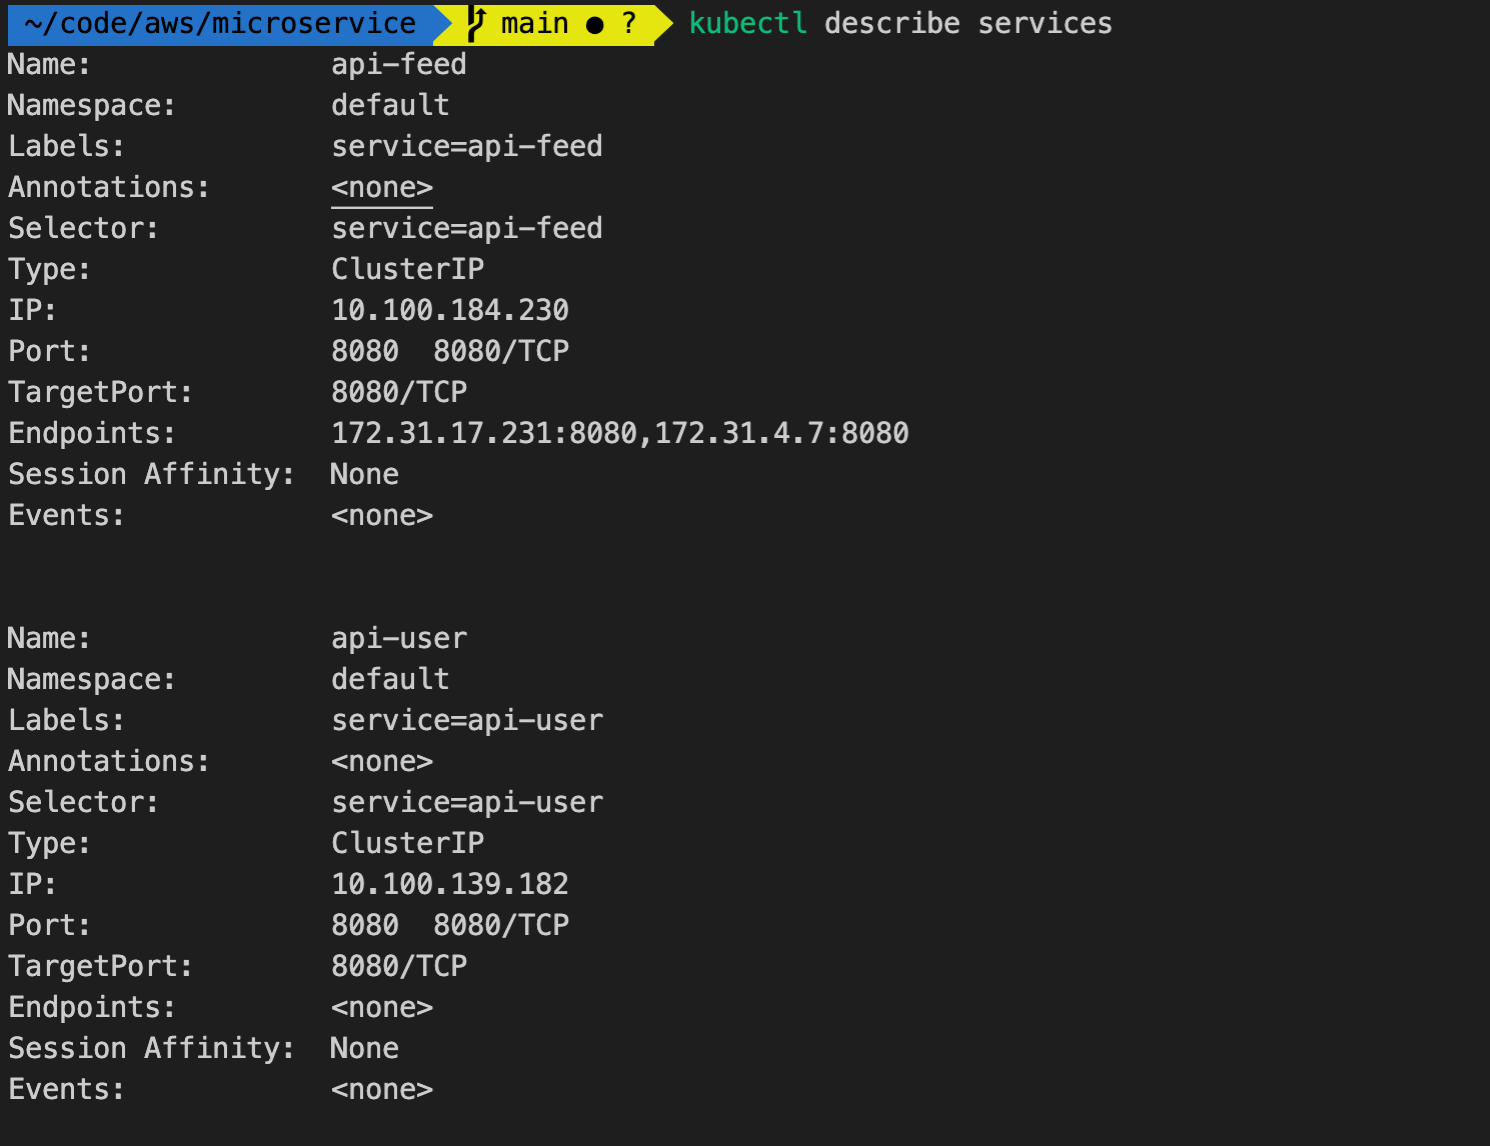 ~/code/aws/microservice main ● ? kubectl describe services
Name: api-feed
Namespace: default
Labels: service=api-feed
Annotations: <none>
Selector: service=api-feed
Type: ClusterIP
IP: 10.100.184.230
Port: 8080 8080/TCP
TargetPort: 8080/TCP
Endpoints: 172.31.17.231:8080,172.31.4.7:8080
Session Affinity: None
Events: <none>
Name: api-user
Namespace: default
Labels: service=api-user
Annotations: <none>
Selector: service=api-user
Type: ClusterIP
IP: 10.100.139.182
Port: 8080 8080/TCP
TargetPort: 8080/TCP
Endpoints: <none>
Session Affinity: None
Events: <none>